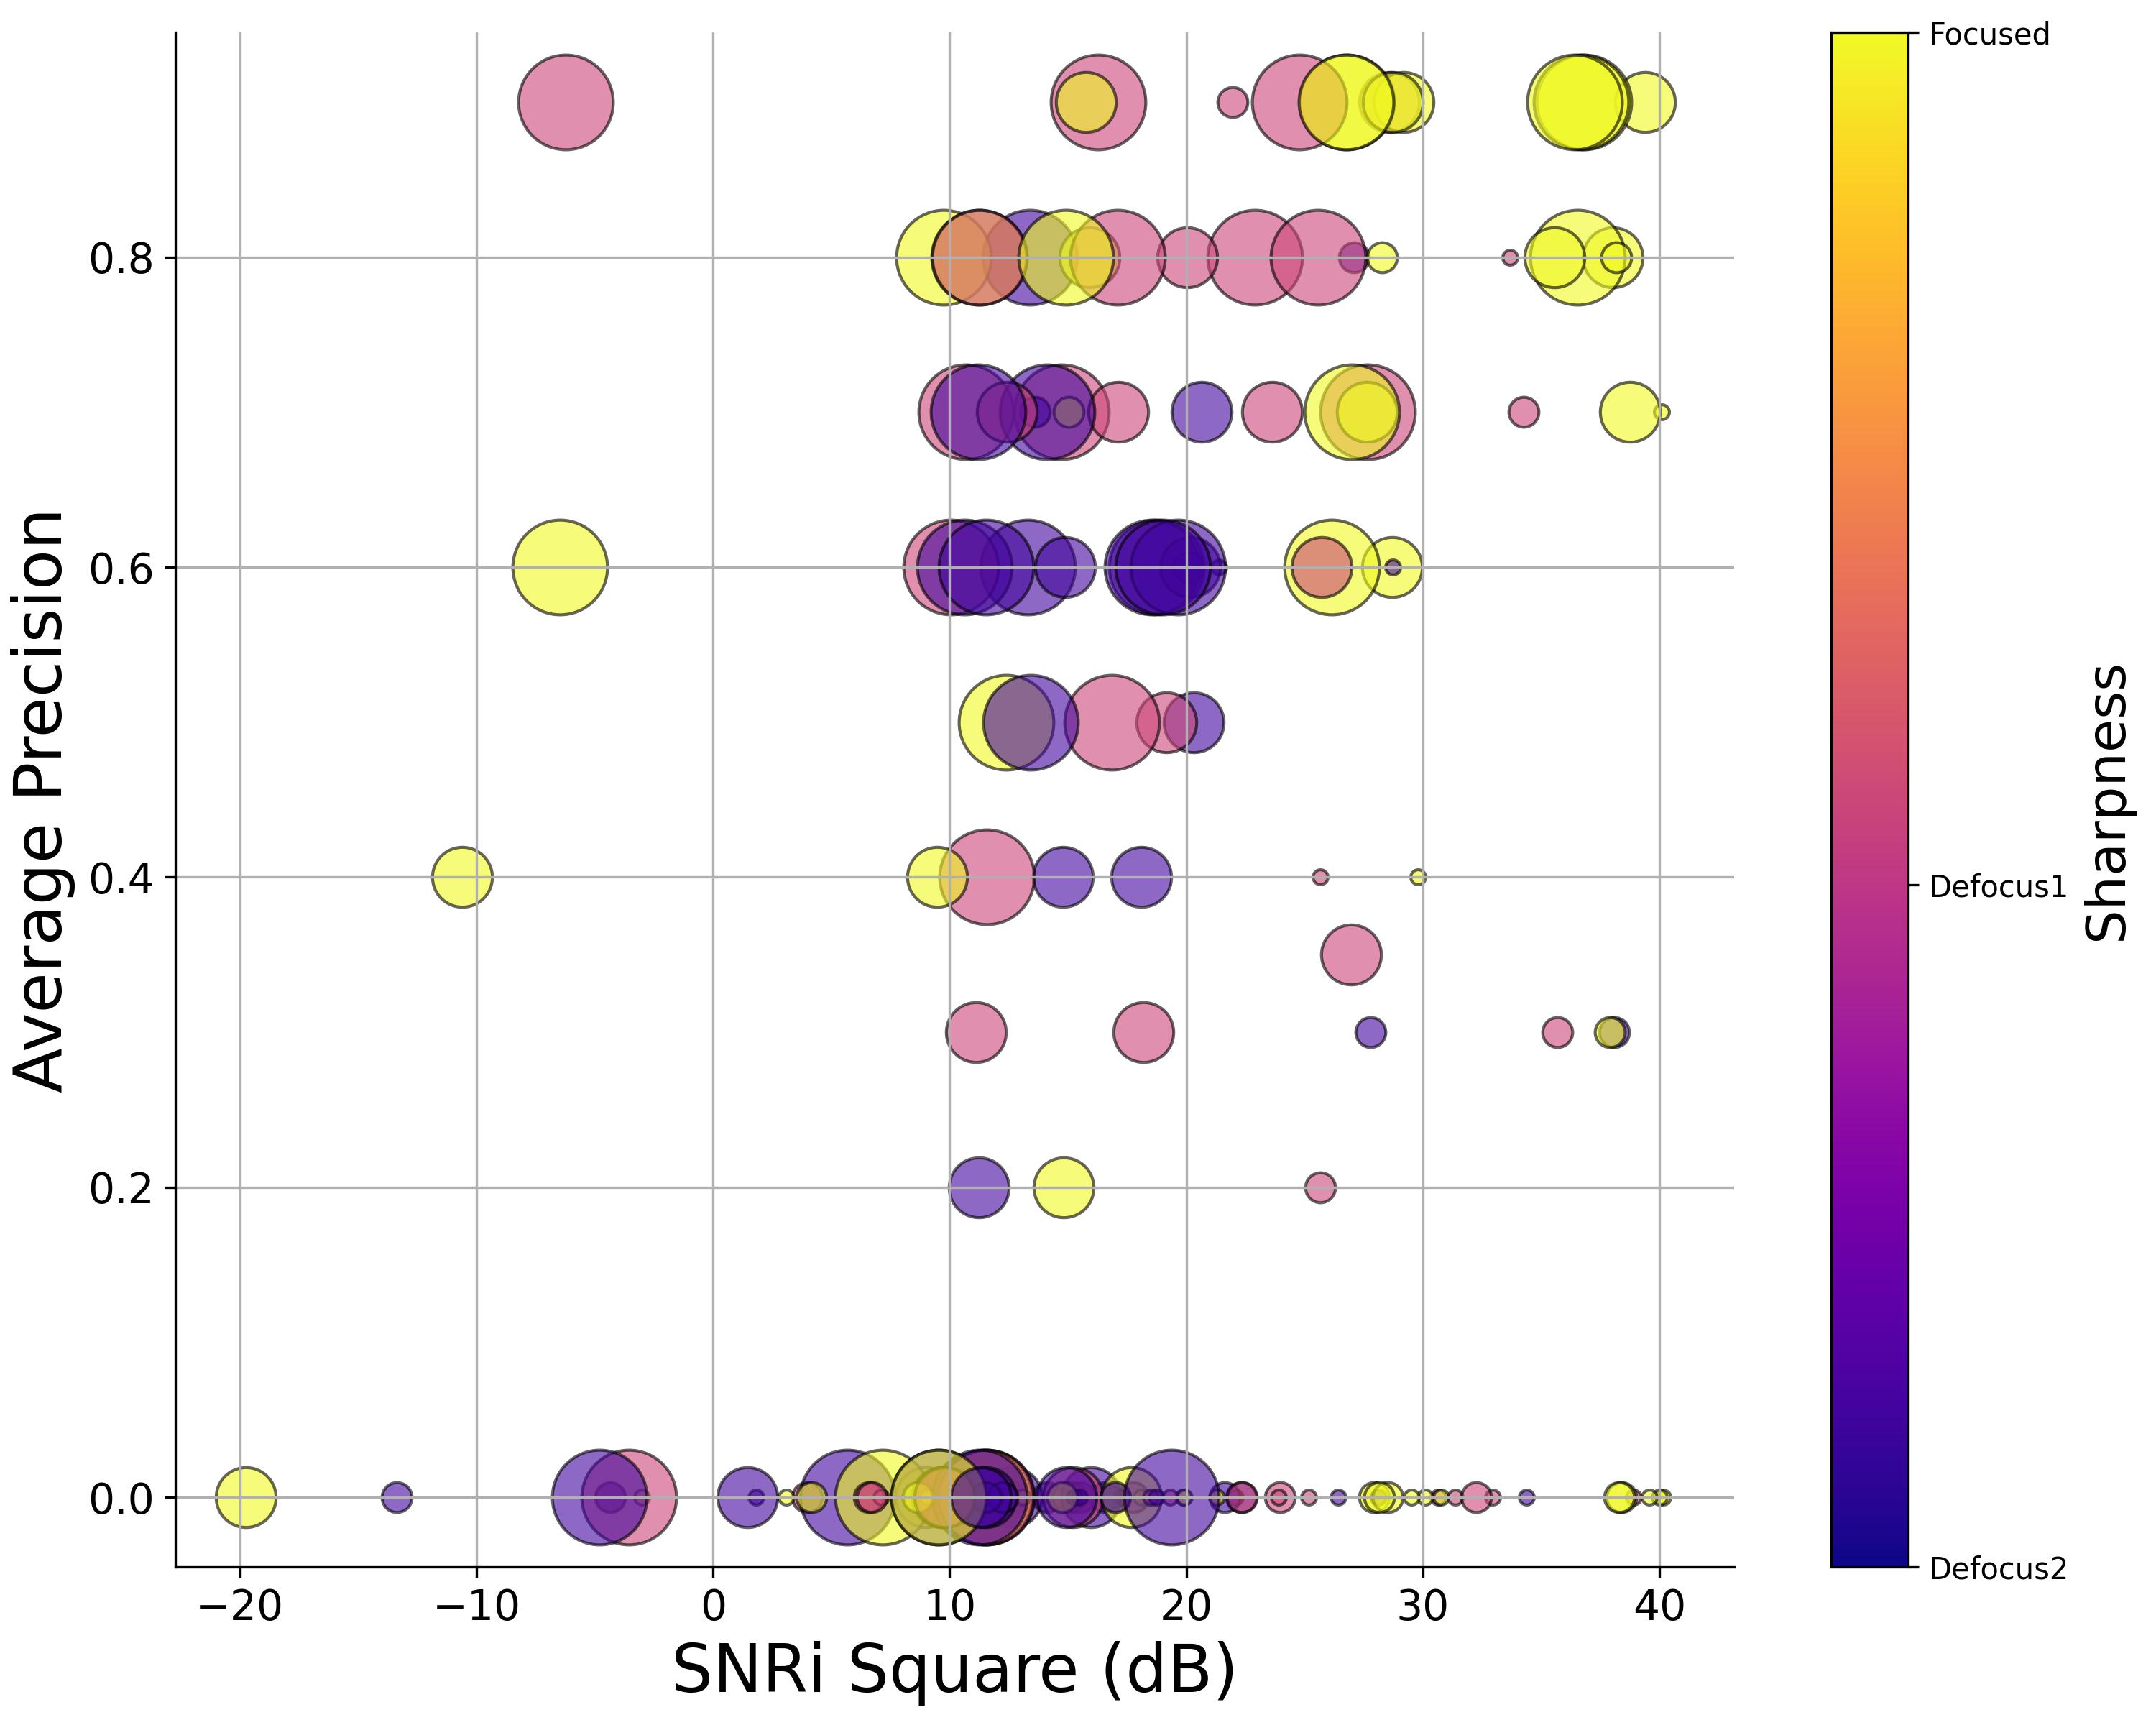 Average Precision
0.8
0.6
0.4
0.2
0.0
−20 −10 0 10 20 30 40
SNRi Square (dB)
Focused
Defocus1
Defocus2
Sharpness